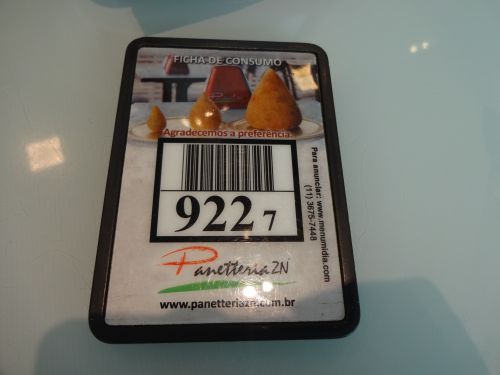 FICHA DE CONSUMO
Agradecemos a preferência.
922 7
Panetteria ZN
www.panetteriazn.com.br
Para anunciar: www.menumidia.com
(11) 3675-7448